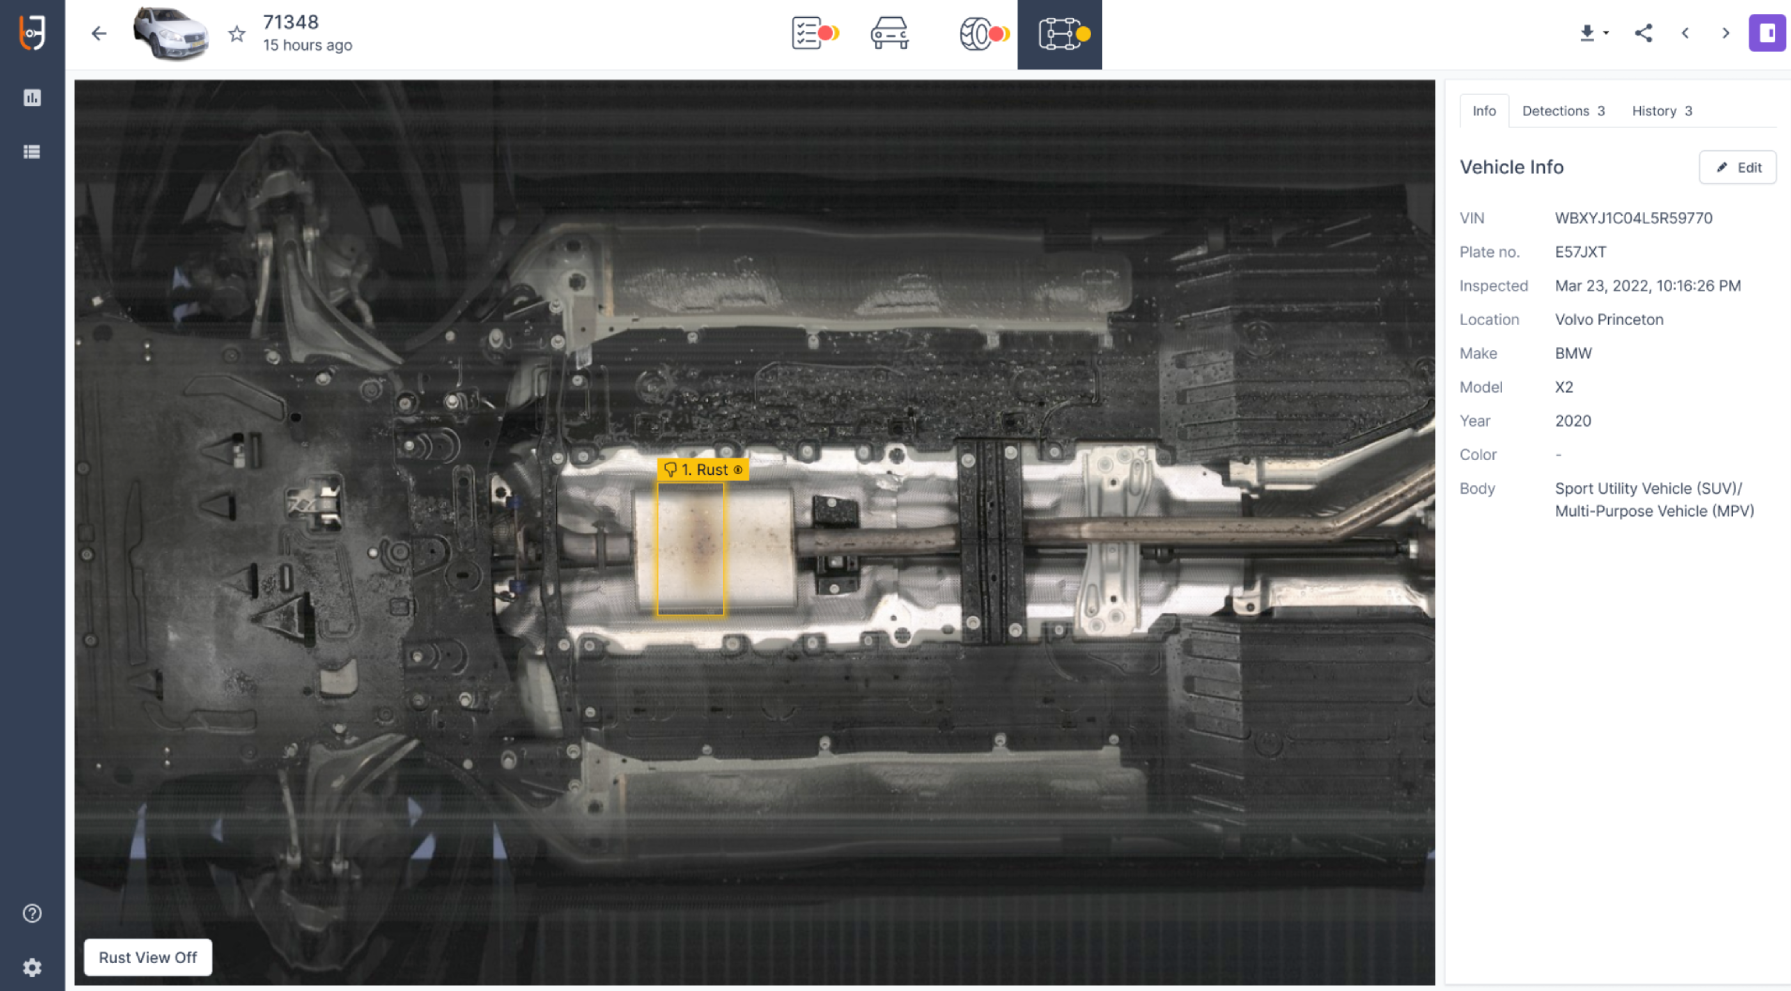 71348
15 hours ago
Info
Detections 3
History 3
Vehicle Info
Edit
VIN WBXYJ1C04L5R59770
Plate no. E57JXT
Inspected Mar 23, 2022, 10:16:26 PM
Location Volvo Princeton
Make BMW
Model X2
Year 2020
Color -
Body Sport Utility Vehicle (SUV)/
Multi-Purpose Vehicle (MPV)
1. Rust
Rust View Off